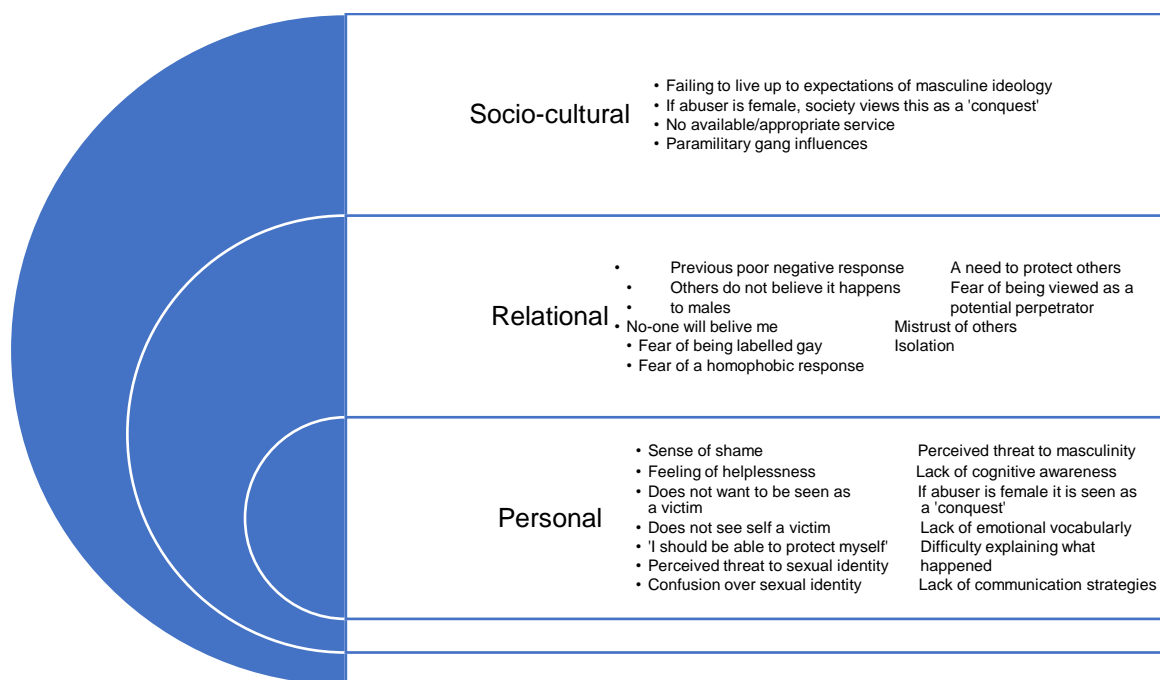 Socio-cultural
• Failing to live up to expectations of masculine ideology
• If abuser is female, society views this as a 'conquest'
• No available/appropriate service
• Paramilitary gang influences
Relational
• Previous poor negative response
• Others do not believe it happens
• to males
• No-one will belive me
• Fear of being labelled gay
• Fear of a homophobic response
A need to protect others
Fear of being viewed as a
potential perpetrator
Mistrust of others
Isolation
Personal
• Sense of shame
• Feeling of helplessness
• Does not want to be seen as
a victim
• Does not see self a victim
• 'I should be able to protect myself'
• Perceived threat to sexual identity
• Confusion over sexual identity
Perceived threat to masculinity
Lack of cognitive awareness
If abuser is female it is seen as
a 'conquest'
Lack of emotional vocabularly
Difficulty explaining what
happened
Lack of communication strategies